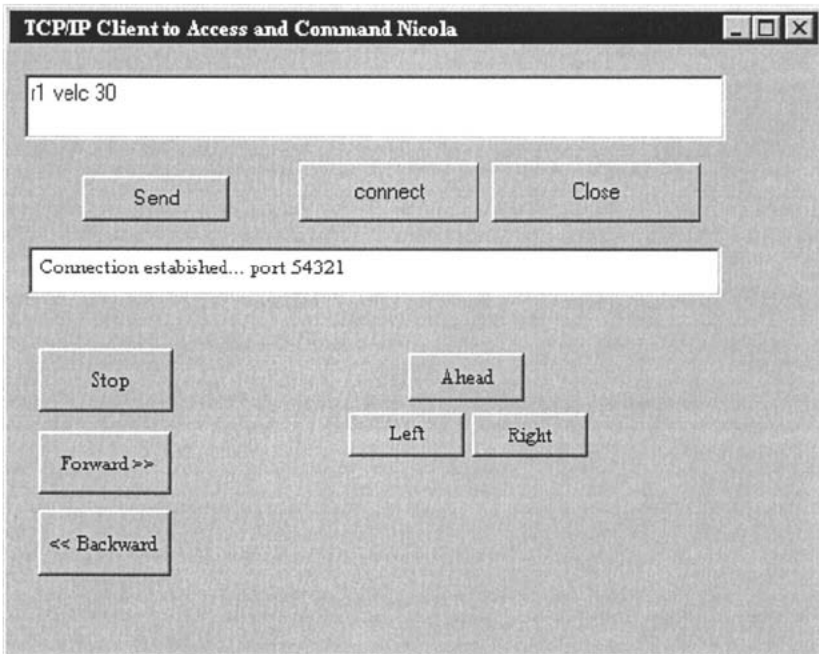 TCP/IP Client to Access and Command Nicola
r1 velc 30
Send
connect
Close
Connection estabished... port 54321
Stop
Ahead
Left
Right
Forward >>
<< Backward